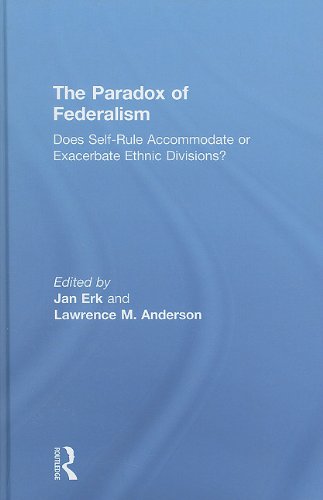 The Paradox of
Federalism
Does Self-Rule Accommodate or
Exacerbate Ethnic Divisions?
Edited by
Jan Erk and
Lawrence M. Anderson
ROUTLEDGE